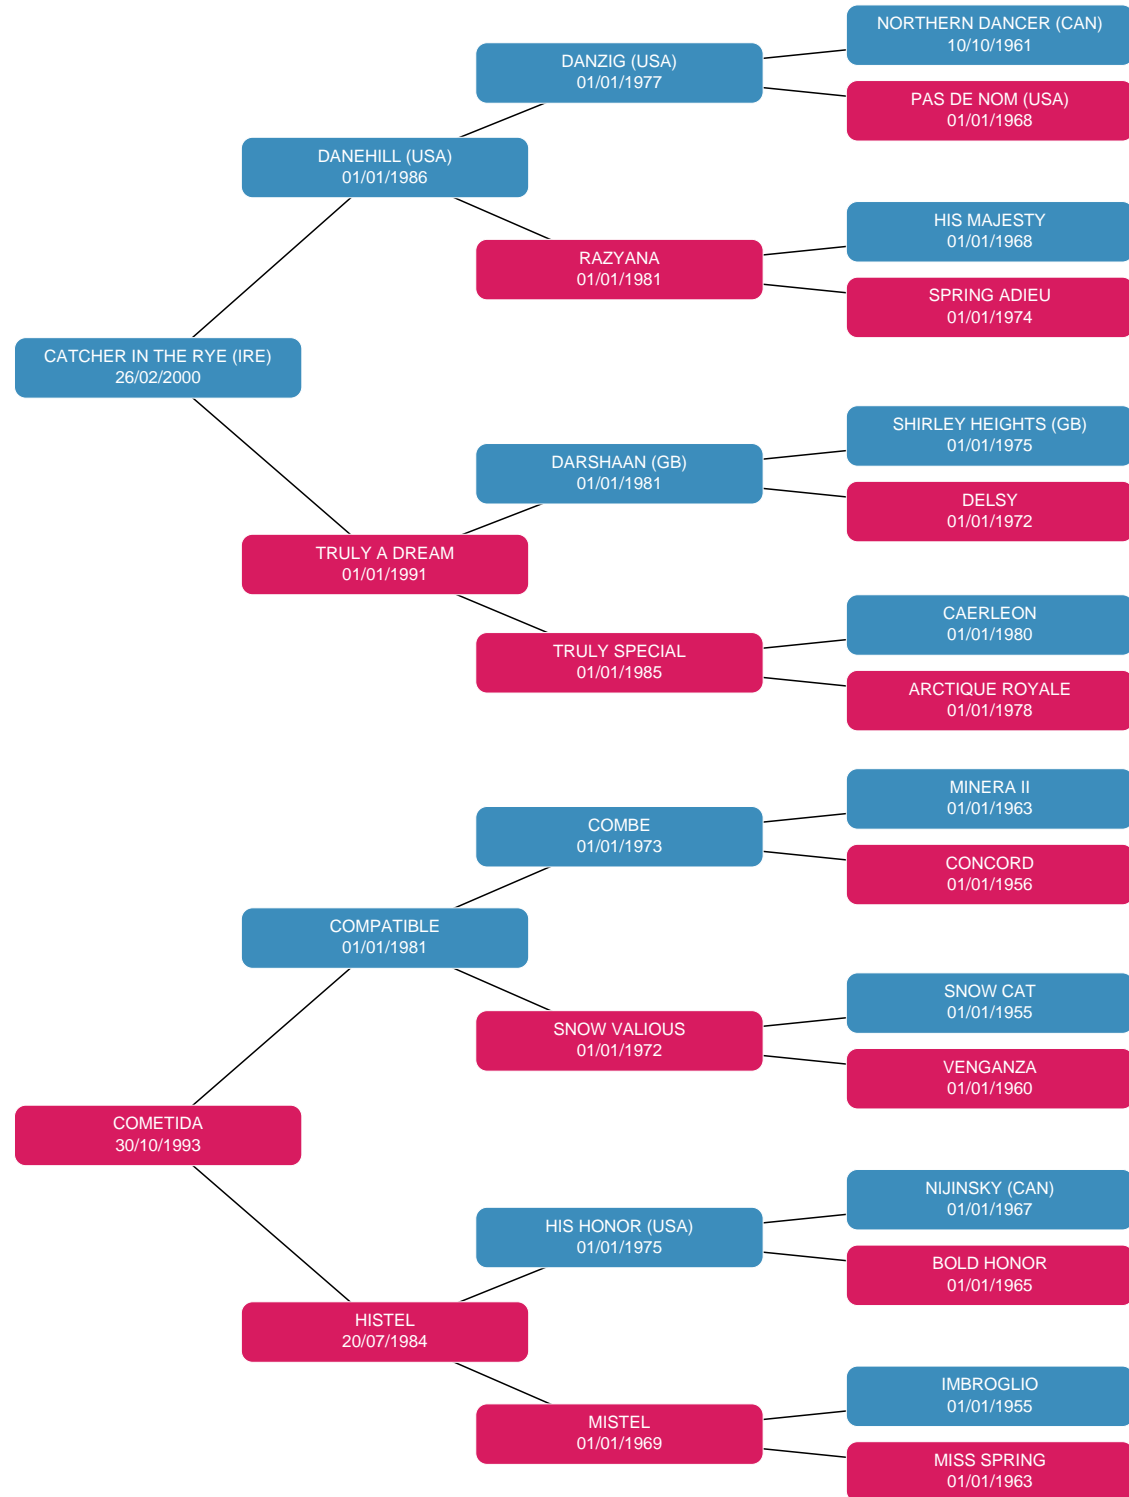 NORTHERN DANCER (CAN)
10/10/1961
DANZIG (USA)
01/01/1977
PAS DE NOM (USA)
01/01/1968
DANEHILL (USA)
01/01/1986
HIS MAJESTY
01/01/1968
RAZYANA
01/01/1981
SPRING ADIEU
01/01/1974
CATCHER IN THE RYE (IRE)
26/02/2000
SHIRLEY HEIGHTS (GB)
01/01/1975
DARSHAAN (GB)
01/01/1981
DELSY
01/01/1972
TRULY A DREAM
01/01/1991
CAERLEON
01/01/1980
TRULY SPECIAL
01/01/1985
ARCTIQUE ROYALE
01/01/1978
MINERA II
01/01/1963
COMBE
01/01/1973
CONCORD
01/01/1956
COMPATIBLE
01/01/1981
SNOW CAT
01/01/1955
SNOW VALIOUS
01/01/1972
VENGANZA
01/01/1960
COMETIDA
30/10/1993
NIJINSKY (CAN)
01/01/1967
HIS HONOR (USA)
01/01/1975
BOLD HONOR
01/01/1965
HISTEL
20/07/1984
IMBROGLIO
01/01/1955
MISTEL
01/01/1969
MISS SPRING
01/01/1963